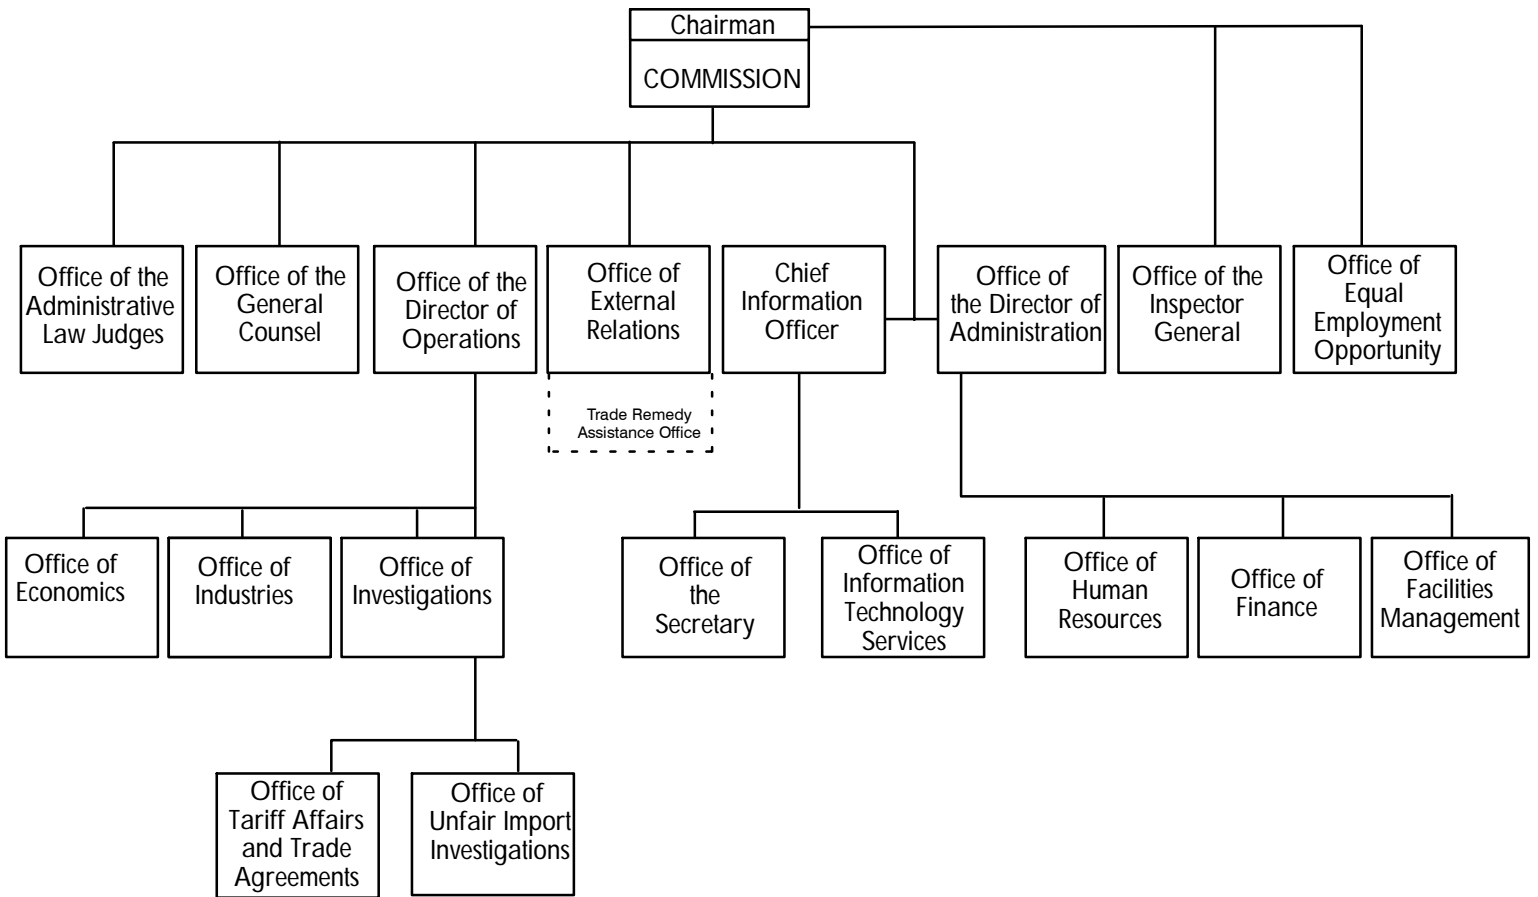 Chairman
COMMISSION
Office of the
Administrative
Law Judges
Office of the
General
Counsel
Office of the
Director of
Operations
Office of
External
Relations
Chief
Information
Officer
Office of
the Director of
Administration
Office of the
Inspector
General
Office of
Equal
Employment
Opportunity
Trade Remedy
Assistance Office
Office of
Economics
Office of
Industries
Office of
Investigations
Office of
the
Secretary
Office of
Information
Technology
Services
Office of
Human
Resources
Office of
Finance
Office of
Facilities
Management
Office of
Tariff Affairs
and Trade
Agreements
Office of
Unfair Import
Investigations